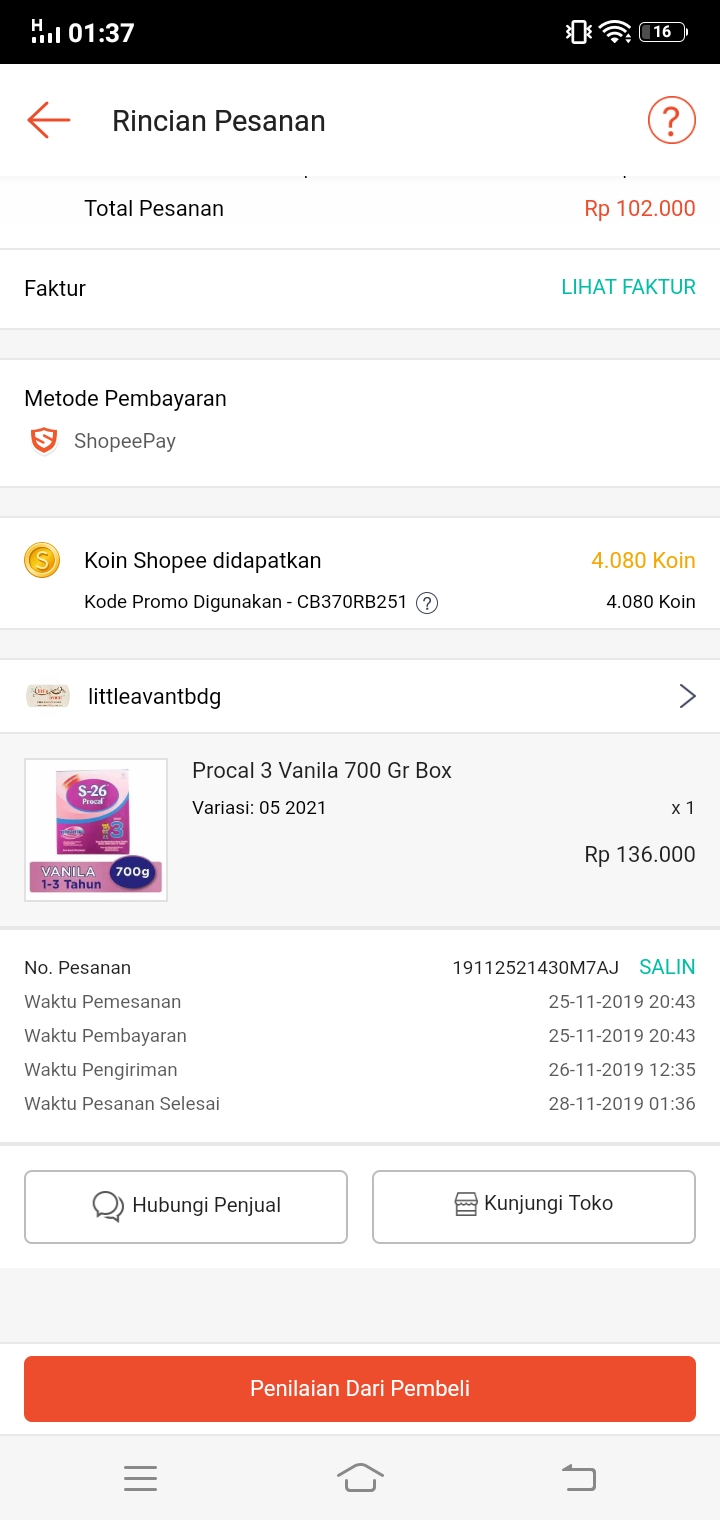 H 01:37 16
Rincian Pesanan ?
Total Pesanan Rp 102.000
Faktur LIHAT FAKTUR
Metode Pembayaran
ShopeePay
Koin Shopee didapatkan 4.080 Koin
Kode Promo Digunakan - CB370RB251 ? 4.080 Koin
littleavantbdg
Procal 3 Vanila 700 Gr Box
Variasi: 05 2021 x 1
Rp 136.000
S-26
Procal
3
VANILA 700g
1-3 Tahun
No. Pesanan 19112521430M7AJ SALIN
Waktu Pemesanan 25-11-2019 20:43
Waktu Pembayaran 25-11-2019 20:43
Waktu Pengiriman 26-11-2019 12:35
Waktu Pesanan Selesai 28-11-2019 01:36
Hubungi Penjual Kunjungi Toko
Penilaian Dari Pembeli